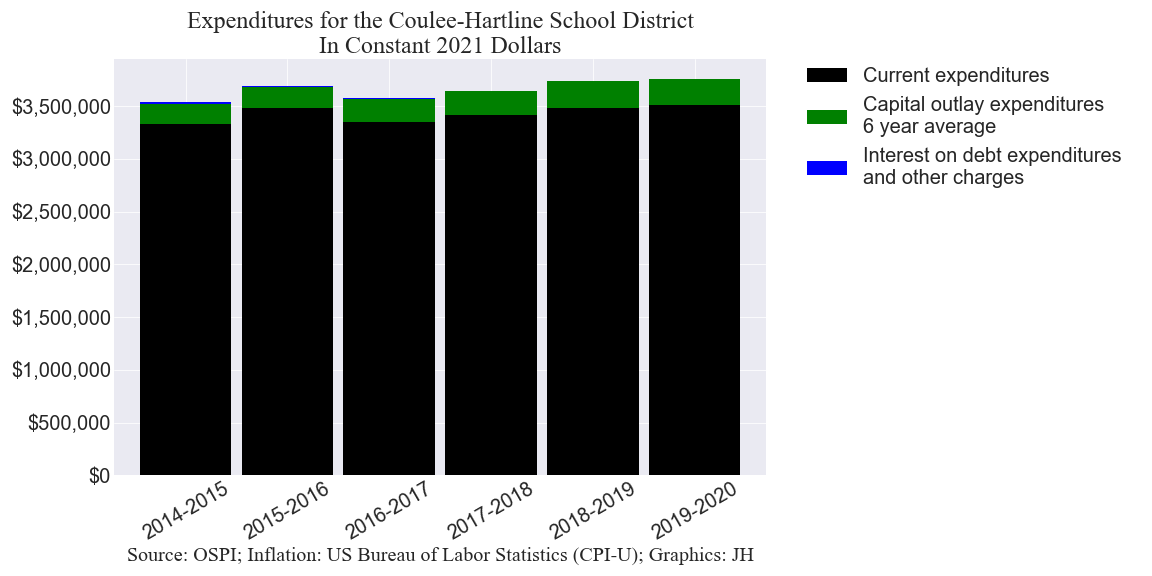 Expenditures for the Coulee-Hartline School District
In Constant 2021 Dollars
$3,500,000
$3,000,000
$2,500,000
$2,000,000
$1,500,000
$1,000,000
$500,000
$0
2014-2015
2015-2016
2016-2017
2017-2018
2018-2019
2019-2020
Source: OSPI; Inflation: US Bureau of Labor Statistics (CPI-U); Graphics: JH
Current expenditures
Capital outlay expenditures
6 year average
Interest on debt expenditures
and other charges